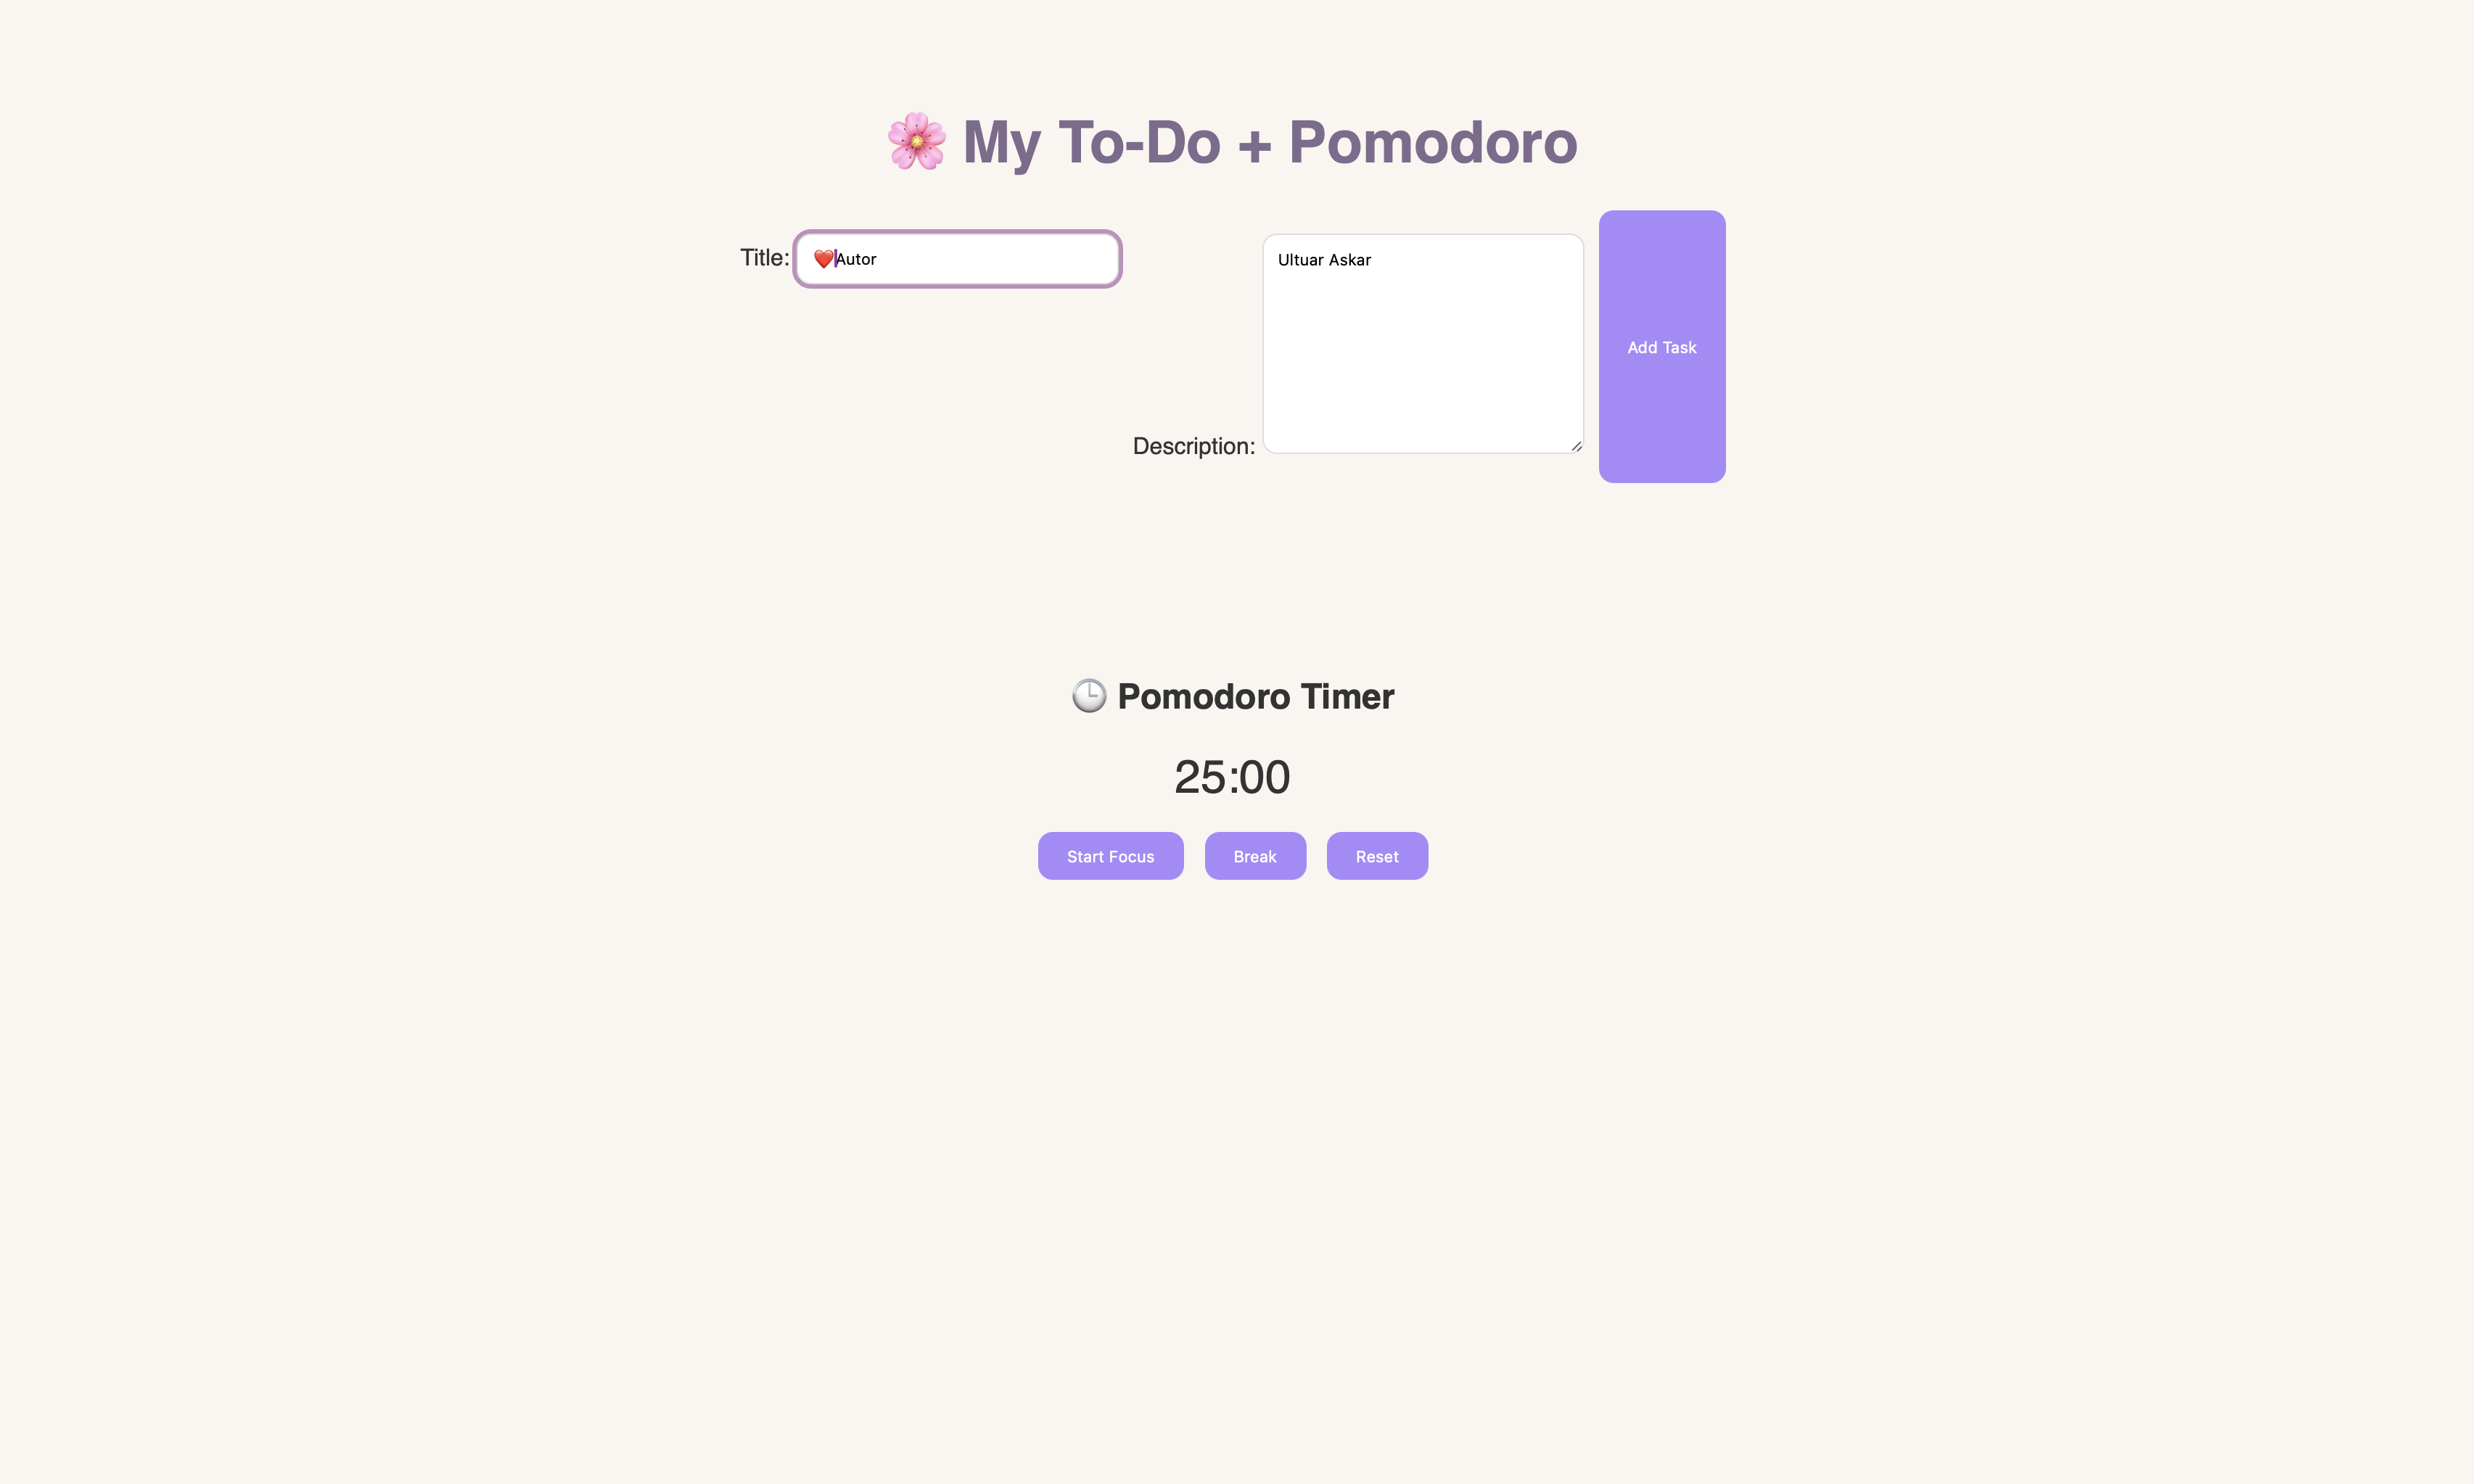 🌸 My To-Do + Pomodoro
Title: ❤️Autor
Description: Ultuar Askar
Add Task
🕒 Pomodoro Timer
25:00
Start Focus Break Reset